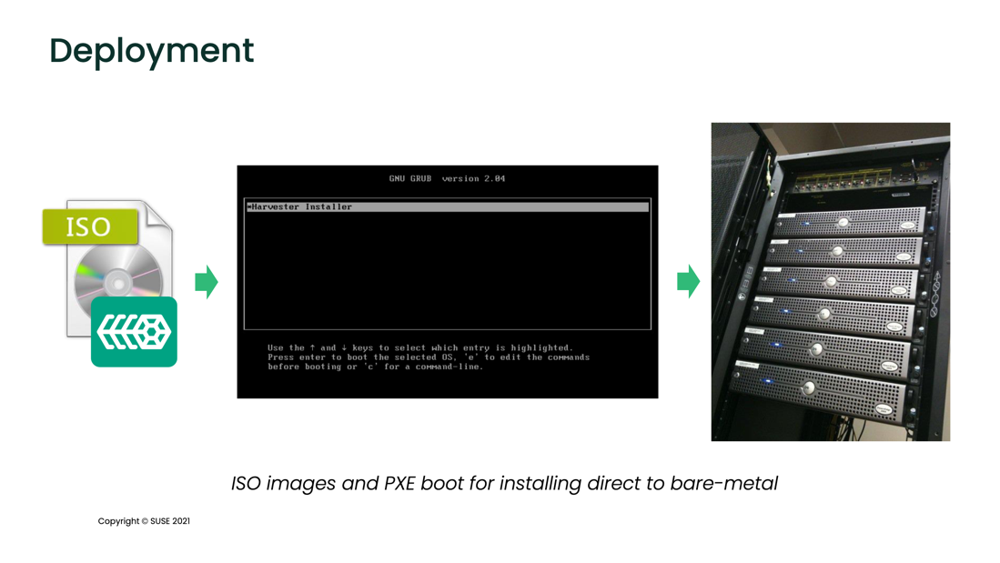 Deployment
ISO
GNU GRUB version 2.04
*Harvester Installer
Use the ↑ and ↓ keys to select which entry is highlighted.
Press enter to boot the selected OS, 'e' to edit the commands
before booting or 'c' for a command-line.
ISO images and PXE boot for installing direct to bare-metal
Copyright © SUSE 2021